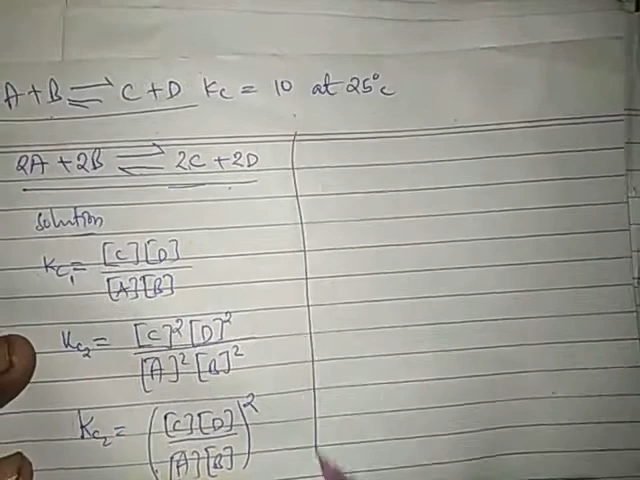 A + B ⇌ C + D Kc = 10 at 25°c
2A + 2B ⇌ 2C + 2D
solution
Kc₁ = [C][D] / [A][B]
Kc₂ = [C]² [D]² / [A]² [B]²
Kc₂ = ([C][D] / [A][B])²